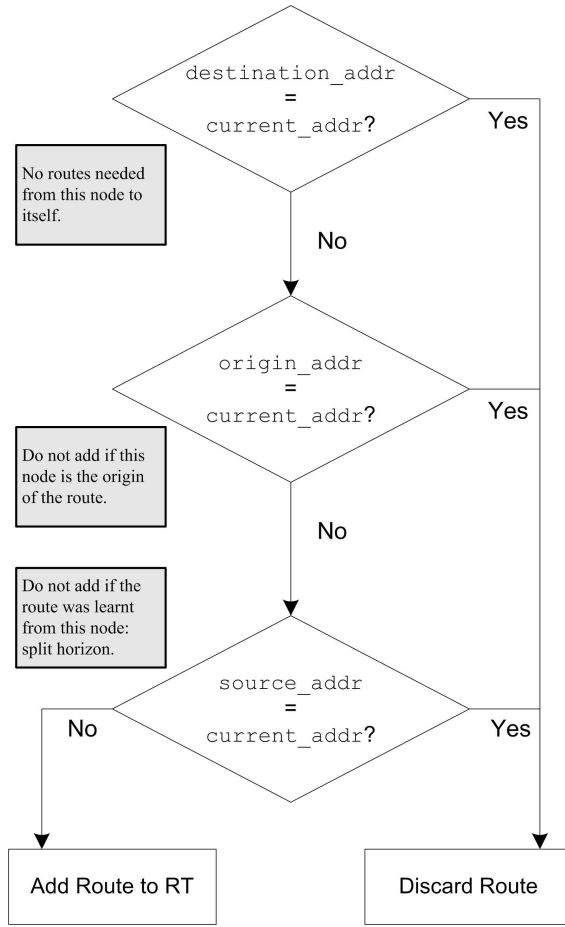 destination_addr
=
current_addr?
Yes
No routes needed
from this node to
itself.
No
origin_addr
=
current_addr?
Yes
Do not add if this
node is the origin
of the route.
No
Do not add if the
route was learnt
from this node:
split horizon.
source_addr
=
current_addr?
No
Yes
Add Route to RT
Discard Route